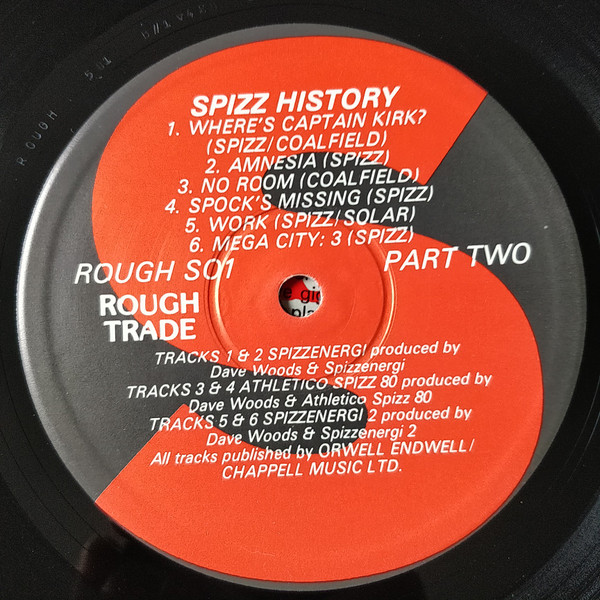 ROUGH SO1 B//1 V4
SPIZZ HISTORY
1. WHERE'S CAPTAIN KIRK?
(SPIZZ/COALFIELD)
2. AMNESIA (SPIZZ)
3. NO ROOM (COALFIELD)
4. SPOCK'S MISSING (SPIZZ)
5. WORK (SPIZZ/SOLAR)
6. MEGA CITY: 3 (SPIZZ)
ROUGH SO1
PART TWO
ROUGH
TRADE
TRACKS 1 & 2 SPIZZENERGI produced by
Dave Woods & Spizzenergi
TRACKS 3 & 4 ATHLETICO SPIZZ 80 produced by
Dave Woods & Athletico Spizz 80
TRACKS 5 & 6 SPIZZENERGI 2 produced by
Dave Woods & Spizzenergi 2
All tracks published by ORWELL ENDWELL/
CHAPPELL MUSIC LTD.